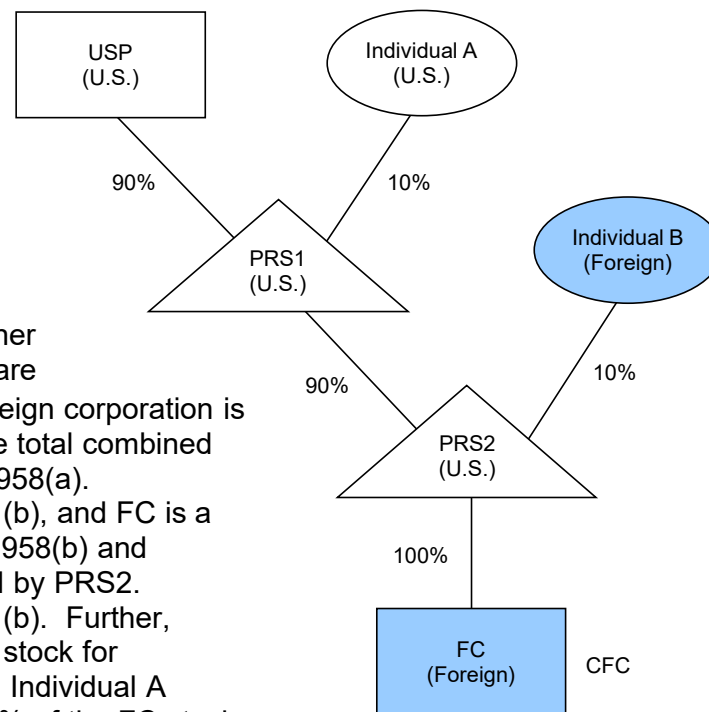 USP
(U.S.)
Individual A
(U.S.)
90%
10%
PRS1
(U.S.)
Individual B
(Foreign)
are
90%
10%
eign corporation is
total combined
958(a).
PRS2
(U.S.)
(b), and FC is a
958(b) and
by PRS2.
100%
(b). Further,
stock for
Individual A
FC
(Foreign)
CFC